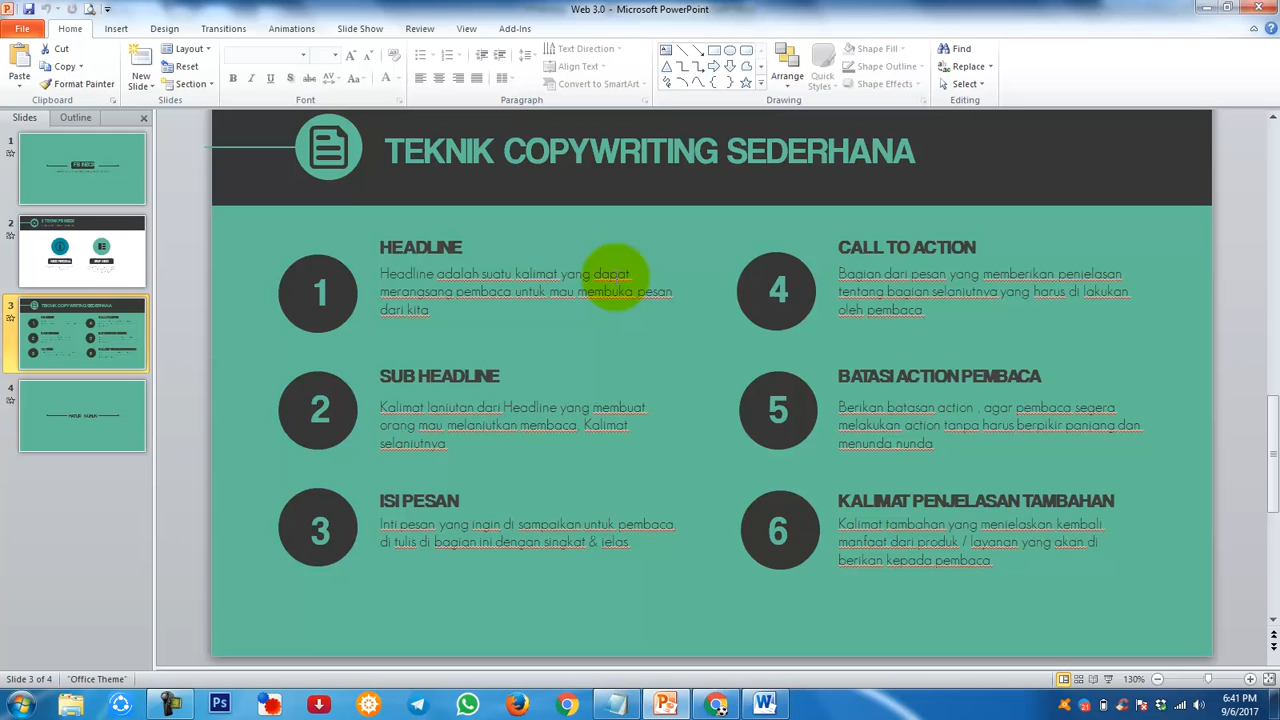 Web 3.0 - Microsoft PowerPoint
File Home Insert Design Transitions Animations Slide Show Review View Add-Ins
Paste
Cut
Copy
Format Painter
Clipboard
New
Slide
Layout
Reset
Section
Slides
Font
Text Direction
Align Text
Convert to SmartArt
Paragraph
Arrange
Quick
Styles
Shape Fill
Shape Outline
Shape Effects
Drawing
Find
Replace
Select
Editing
Slides Outline
1
2
3
4
TEKNIK COPYWRITING SEDERHANA
1
HEADLINE
Headline adalah suatu kalimat yang dapat
merangsang pembaca untuk mau membuka pesan
dari kita
2
SUB HEADLINE
Kalimat lanjutan dari Headline yang membuat
orang mau melanjutkan membaca, Kalimat
selanjutnya
3
ISI PESAN
Inti pesan yang ingin di sampaikan untuk pembaca,
di tulis di bagian ini dengan singkat & jelas
4
CALL TO ACTION
Bagian dari pesan yang memberikan penjelasan
tentang bagian selanjutnya yang harus di lakukan
oleh pembaca
5
BATASI ACTION PEMBACA
Berikan batasan action , agar pembaca segera
melakukan action tanpa harus berpikir panjang dan
menunda nunda
6
KALIMAT PENJELASAN TAMBAHAN
Kalimat tambahan yang menjelaskan kembali
manfaat dari produk / layanan yang akan di
berikan kepada pembaca
Slide 3 of 4
"Office Theme"
130%
6:41 PM
9/6/2017